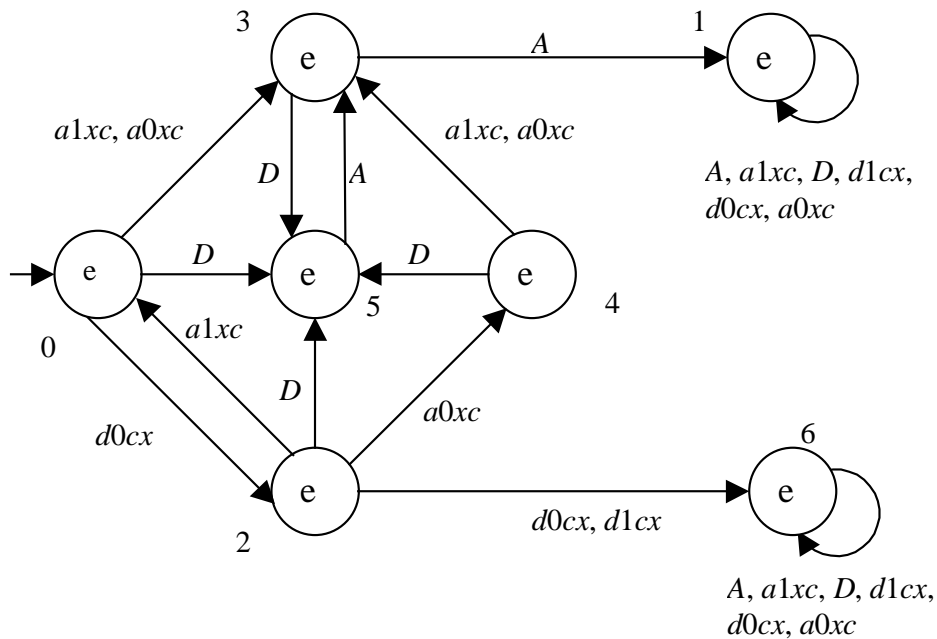 3
1
A
e
e
a1xc, a0xc
a1xc, a0xc
D
A
A, a1xc, D, d1cx,
d0cx, a0xc
D
D
e
e
e
5
4
0
a1xc
D
a0xc
d0cx
6
e
e
2
d0cx, d1cx
A, a1xc, D, d1cx,
d0cx, a0xc